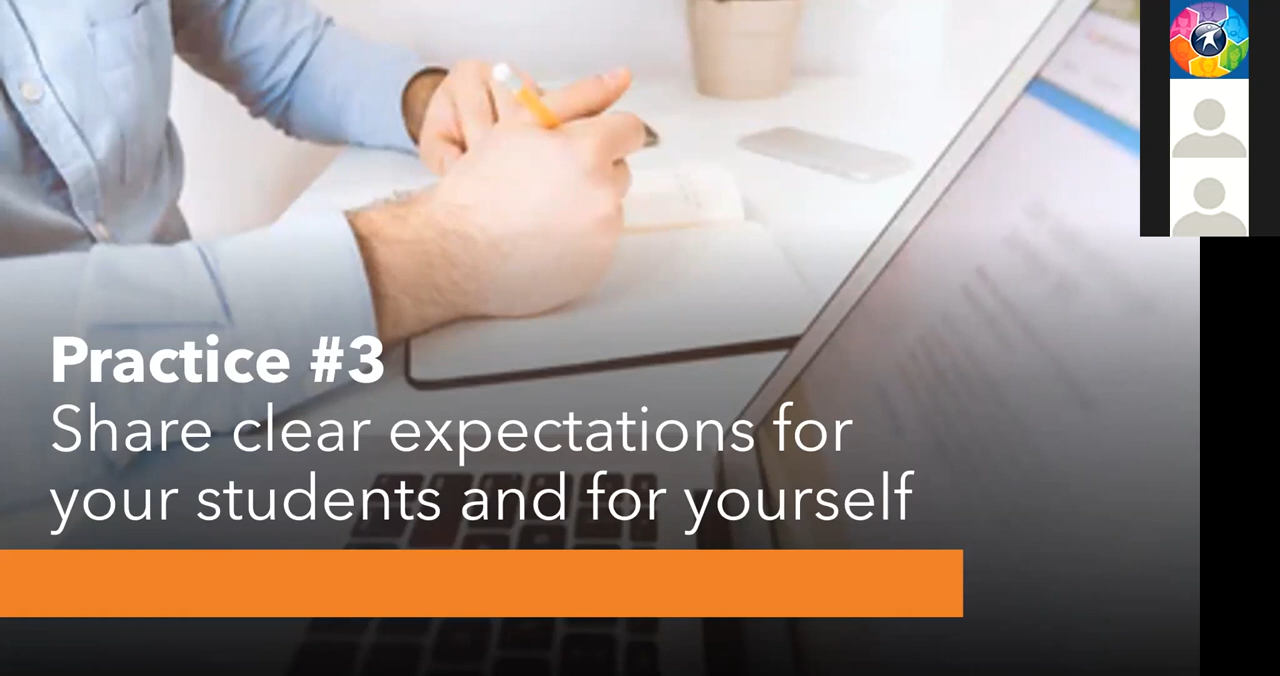 Practice #3
Share clear expectations for
your students and for yourself